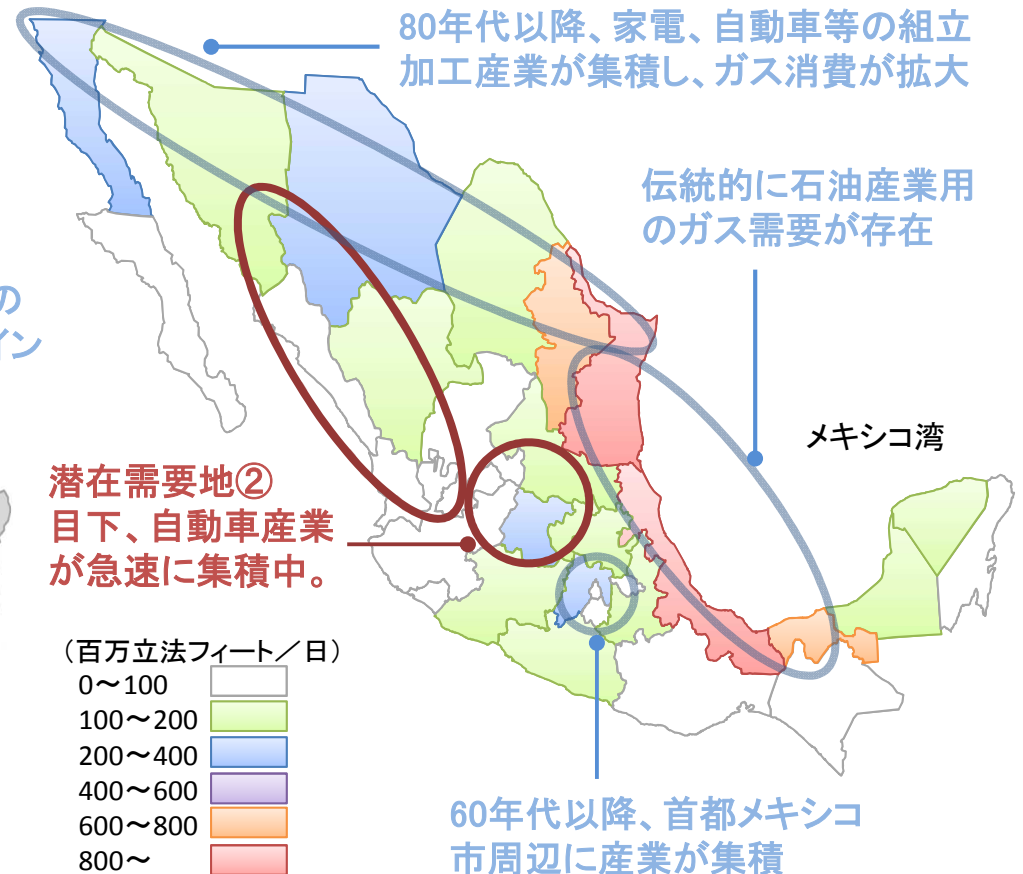 80年代以降、家電、自動車等の組立
加工産業が集積し、ガス消費が拡大
伝統的に石油産業用
のガス需要が存在
の
イン
メキシコ湾
潜在需要地②
目下、自動車産業
が急速に集積中。
（百万立法フィート／日）
0～100
100～200
200～400
400～600
600～800
800～
60年代以降、首都メキシコ
市周辺に産業が集積